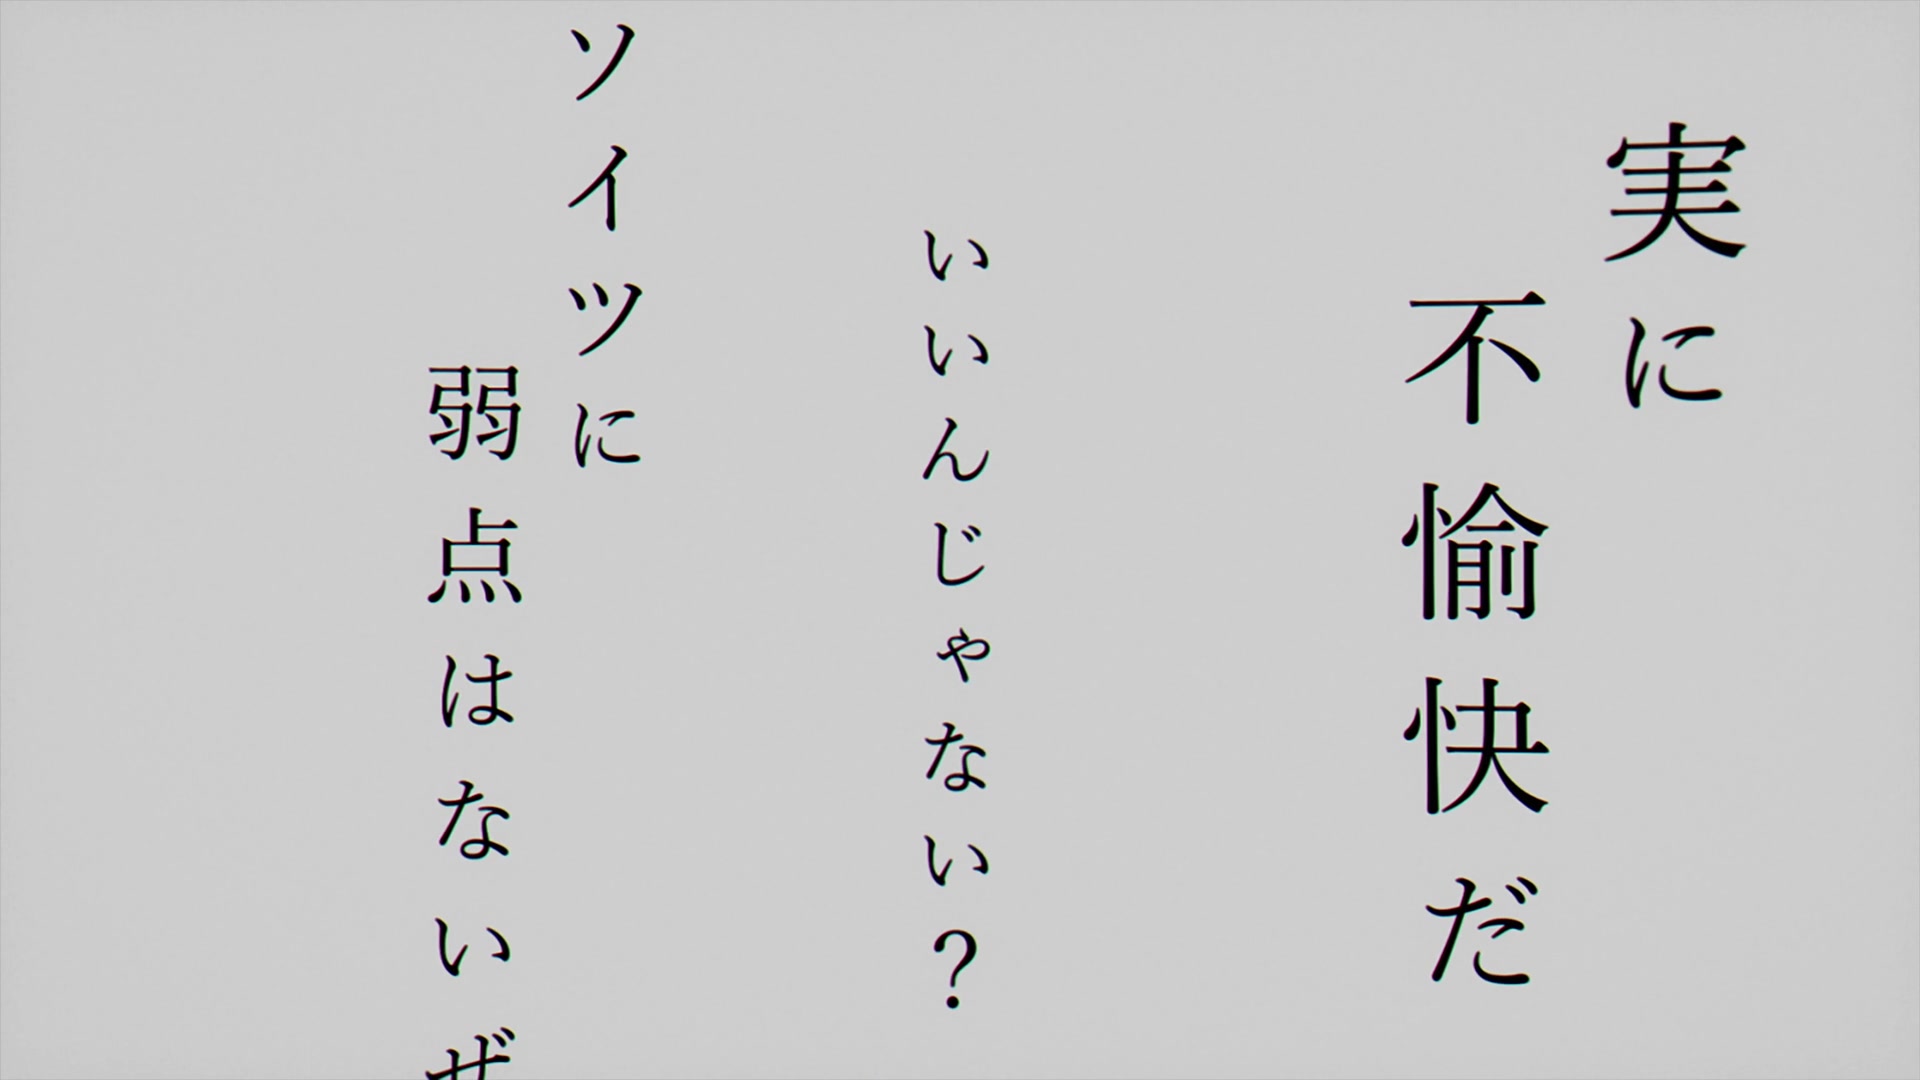 実に
不愉快だ
いいんじゃない？
ソイツに
弱点はないぜ